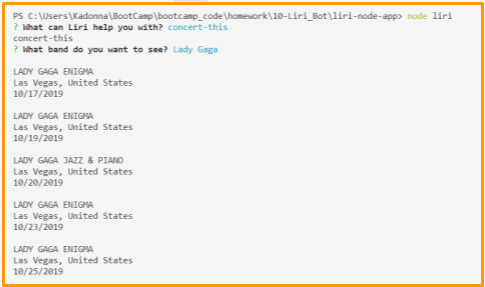 PS C:\Users\Kadonna\BootCamp\bootcamp_code\homework\10-Liri_Bot\liri-node-app> node liri
? What can Liri help you with? concert-this
concert-this
? What band do you want to see? Lady Gaga
LADY GAGA ENIGMA
Las Vegas, United States
10/17/2019
LADY GAGA ENIGMA
Las Vegas, United States
10/19/2019
LADY GAGA JAZZ & PIANO
Las Vegas, United States
10/20/2019
LADY GAGA ENIGMA
Las Vegas, United States
10/23/2019
LADY GAGA ENIGMA
Las Vegas, United States
10/25/2019